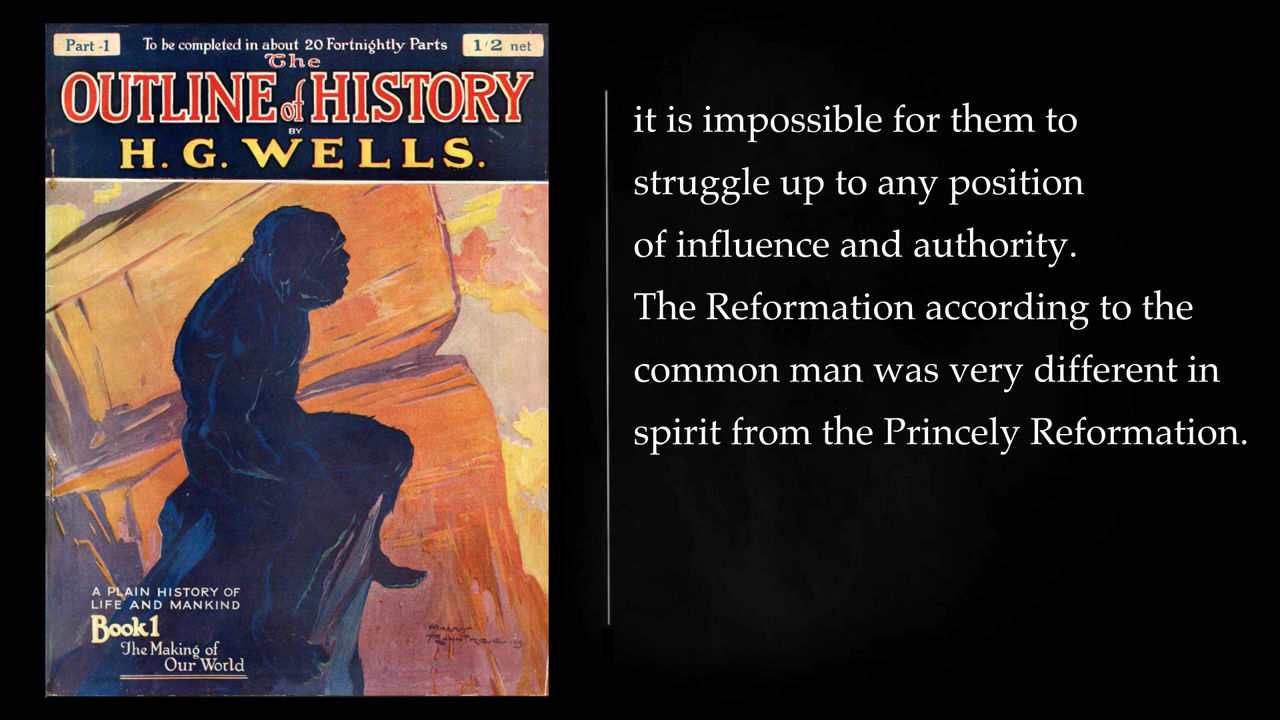 Part-1
To be completed in about 20 Fortnightly Parts
1/2 net
The
OUTLINE of HISTORY
BY
H. G. WELLS.
A PLAIN HISTORY OF
LIFE AND MANKIND
Book 1
The Making of
Our World
it is impossible for them to
struggle up to any position
of influence and authority.
The Reformation according to the
common man was very different in
spirit from the Princely Reformation.